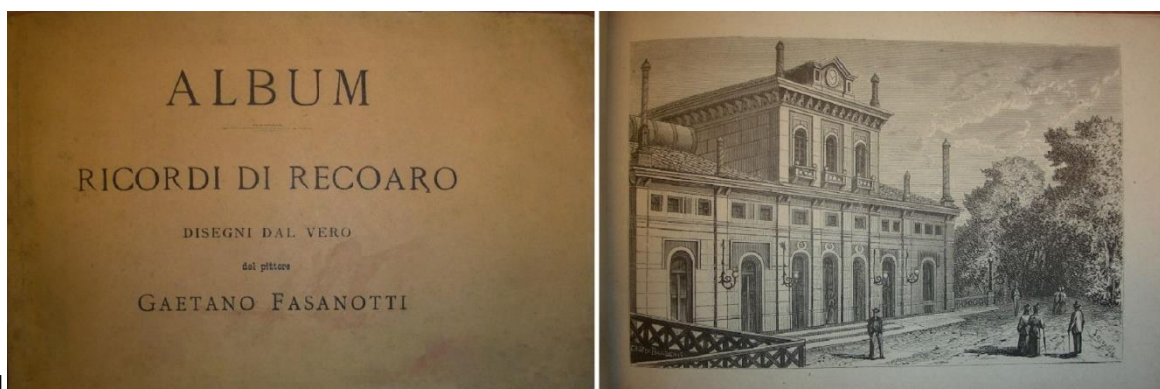 ALBUM
RICORDI DI RECOARO
DISEGNI DAL VERO
del pittore
GAETANO FASANOTTI